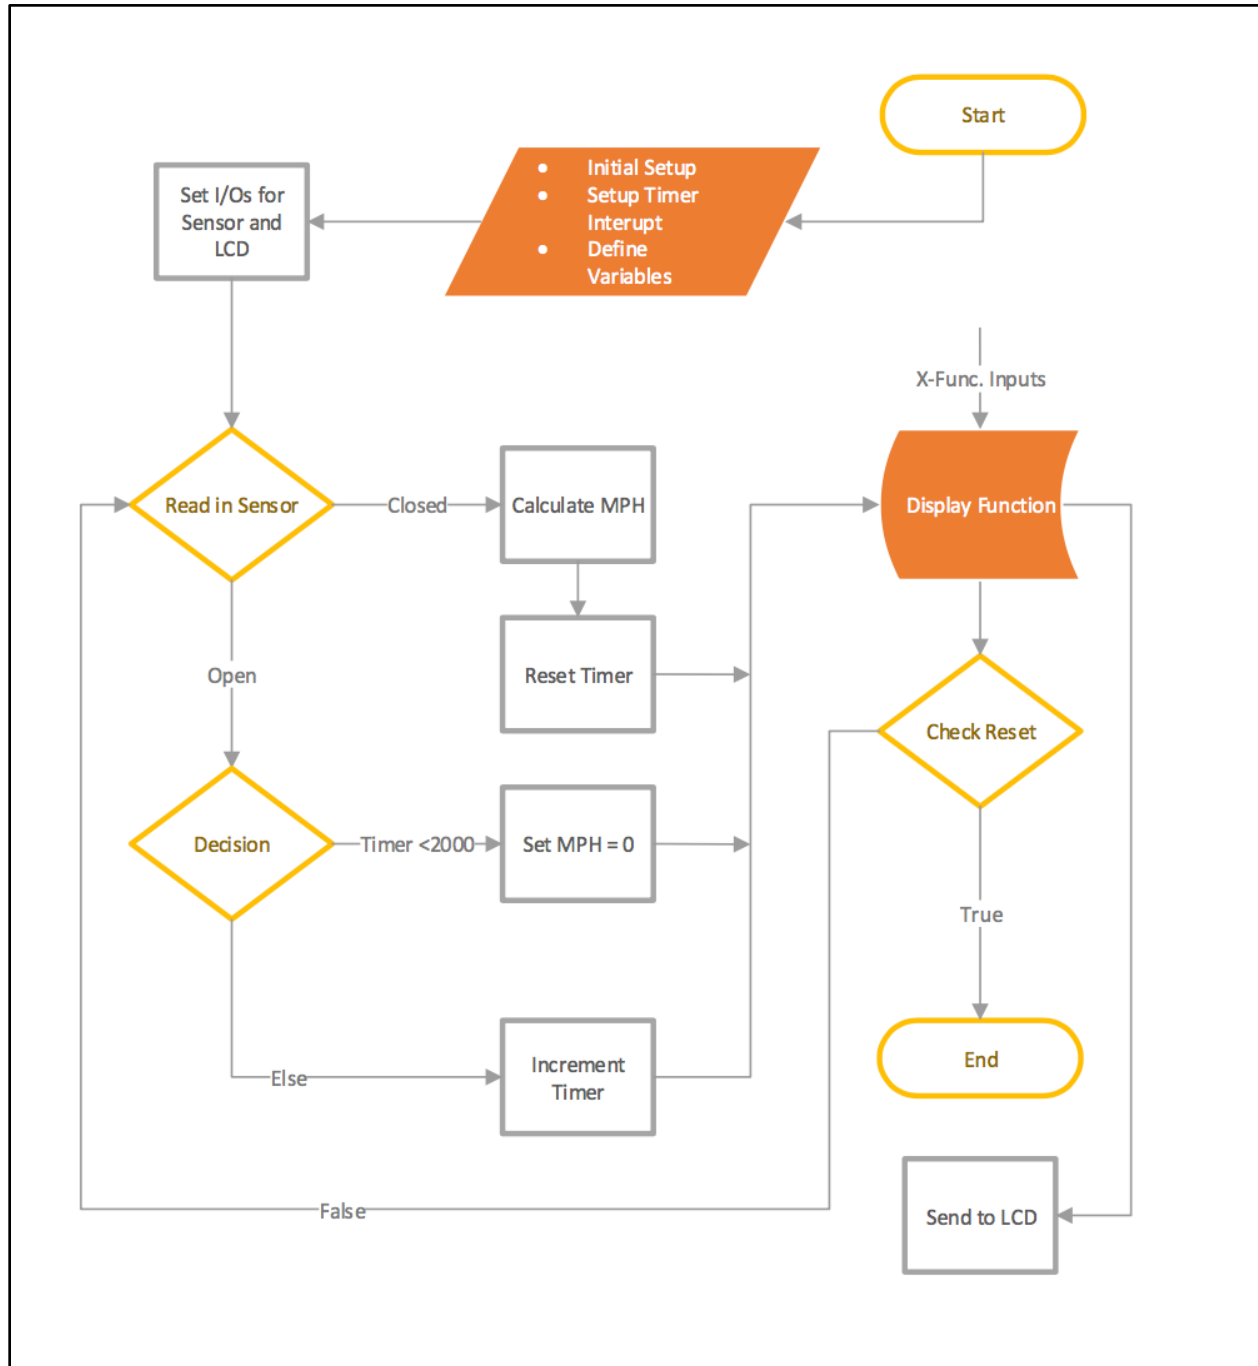 Start
• Initial Setup
• Setup Timer
Interupt
• Define
Variables
Set I/Os for
Sensor and
LCD
X-Func. Inputs
Read in Sensor
Closed
Calculate MPH
Display Function
Open
Reset Timer
Check Reset
Decision
Timer <2000
Set MPH = 0
True
Else
Increment
Timer
End
False
Send to LCD